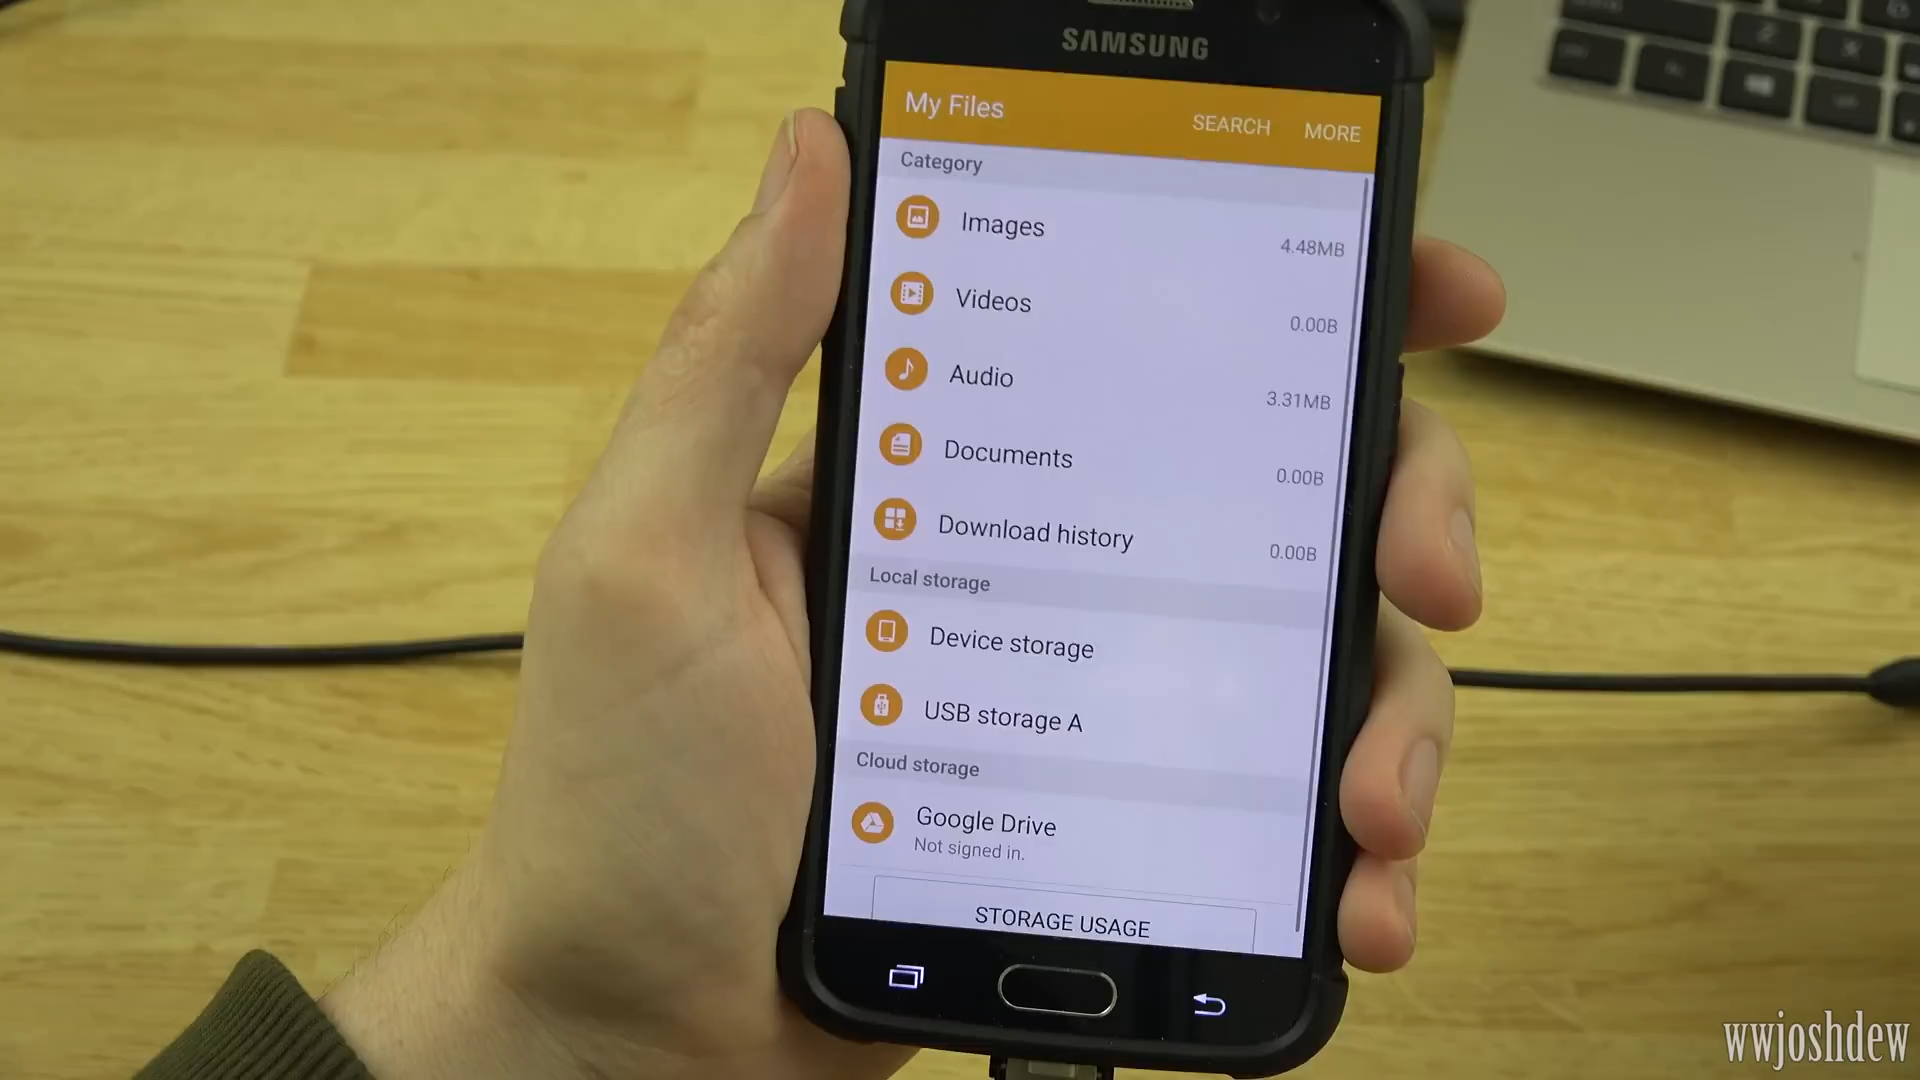 SAMSUNG
My Files
SEARCH
MORE
Category
Images
4.48MB
Videos
0.00B
Audio
3.31MB
Documents
0.00B
Download history
0.00B
Local storage
Device storage
USB storage A
Cloud storage
Google Drive
Not signed in.
STORAGE USAGE
wwjoshdew